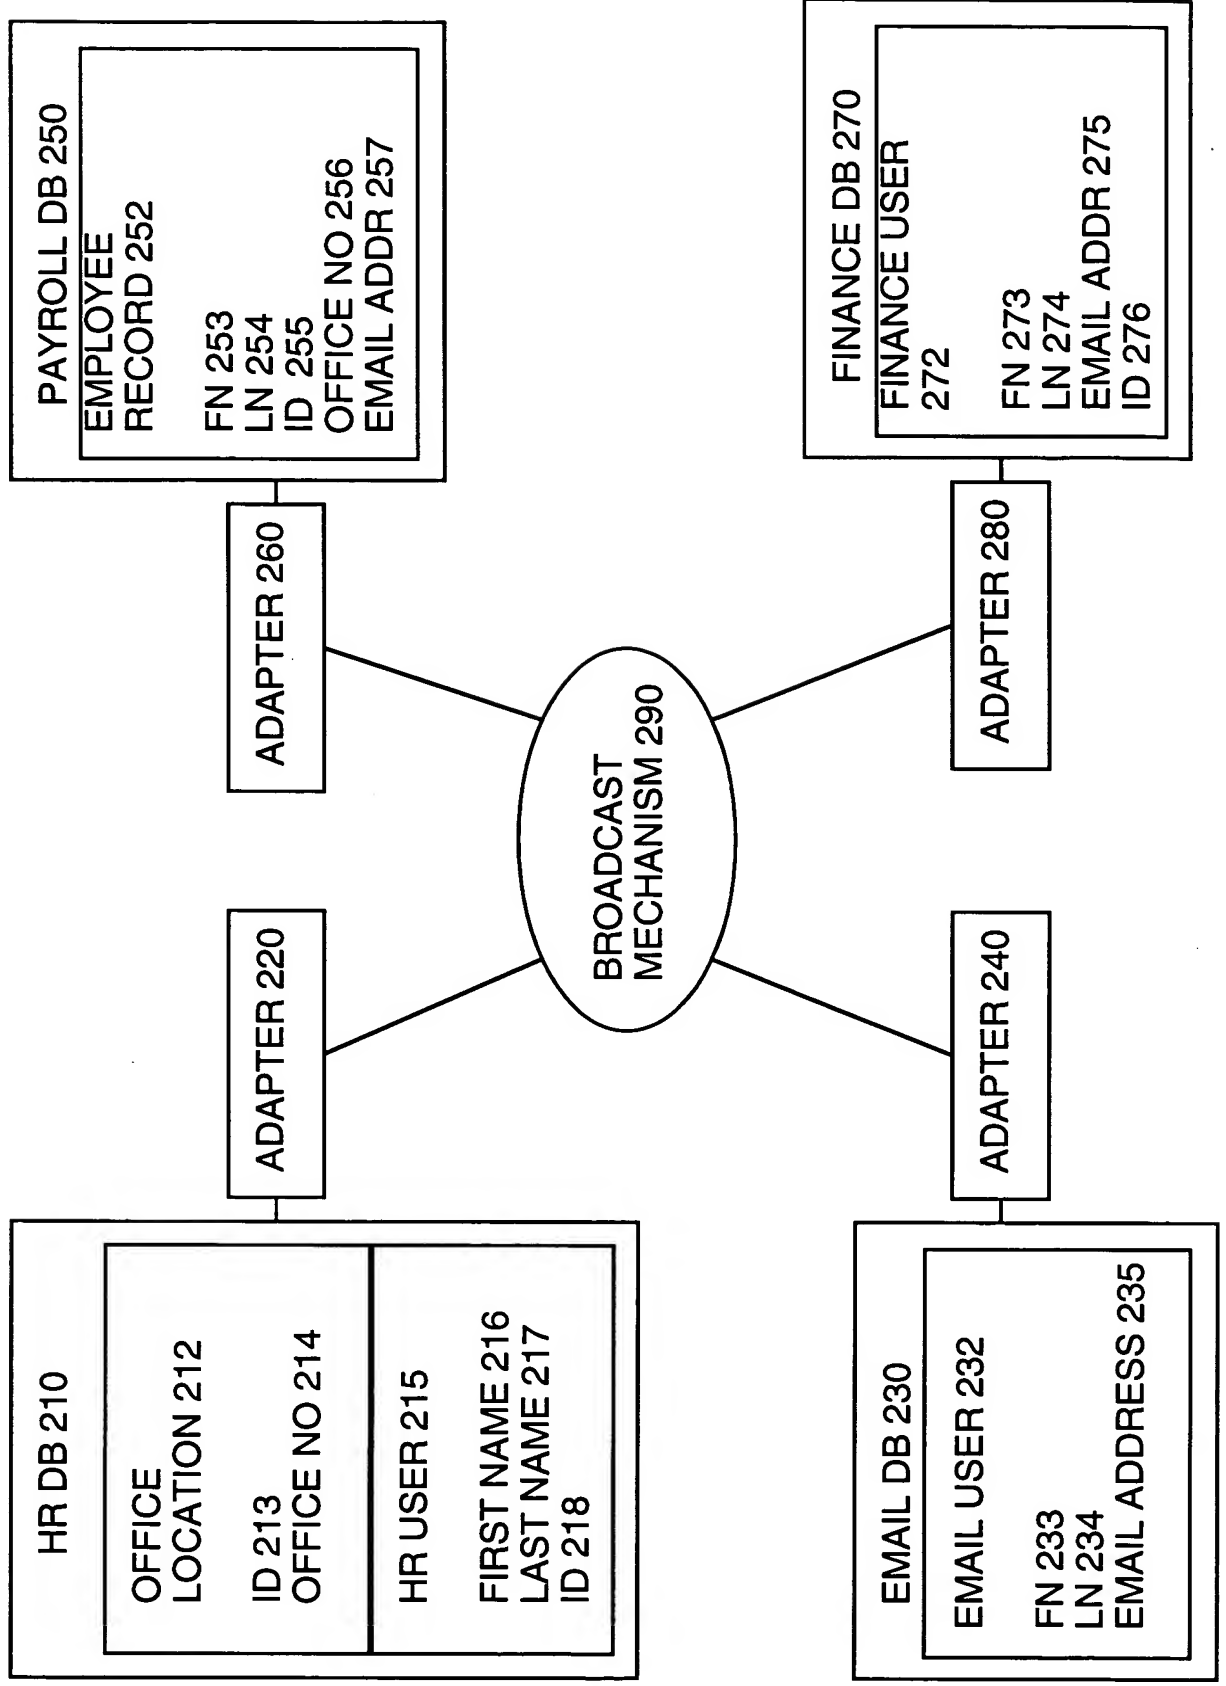 HR DB 210
OFFICE
LOCATION 212
ID 213
OFFICE NO 214
HR USER 215
FIRST NAME 216
LAST NAME 217
ID 218
ADAPTER 220
ADAPTER 260
PAYROLL DB 250
EMPLOYEE
RECORD 252
FN 253
LN 254
ID 255
OFFICE NO 256
EMAIL ADDR 257
BROADCAST
MECHANISM 290
EMAIL DB 230
EMAIL USER 232
FN 233
LN 234
EMAIL ADDRESS 235
ADAPTER 240
ADAPTER 280
FINANCE DB 270
FINANCE USER
272
FN 273
LN 274
EMAIL ADDR 275
ID 276